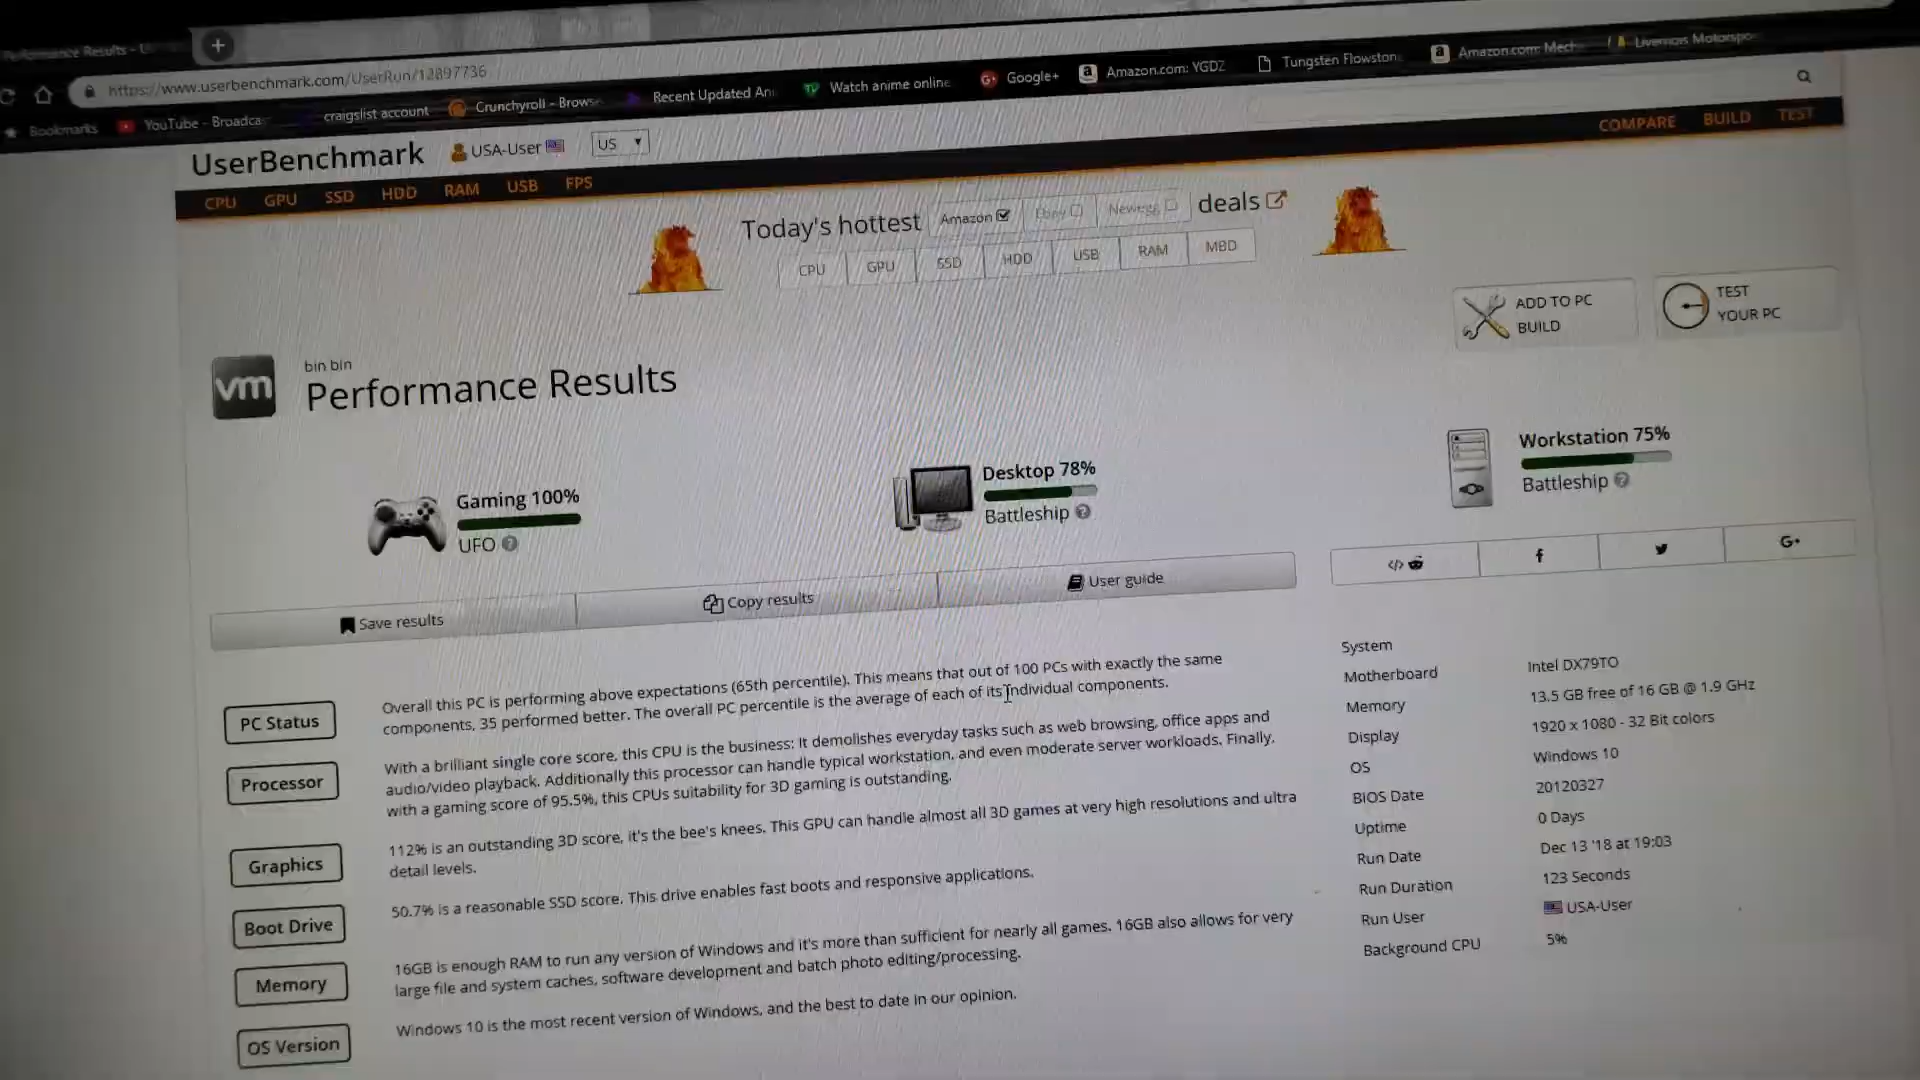 Performance Results - U
https://www.userbenchmark.com/UserRun/12897736
Bookmarks
YouTube - Broadca
craigslist account
Crunchyroll - Browse
Recent Updated Ani
Watch anime online
Google+
Amazon.com: YGDZ
Tungsten Flowston
Amazon.com: Mech
Livernois Motorspo
UserBenchmark
USA-User
US
COMPARE BUILD TEST
CPU GPU SSD HDD RAM USB FPS
Today's hottest Amazon Ebay Newegg deals
CPU GPU SSD HDD USB RAM MBD
ADD TO PC
BUILD
TEST
YOUR PC
vm
bin bin
Performance Results
Gaming 100%
UFO
Desktop 78%
Battleship
Workstation 75%
Battleship
Save results
Copy results
User guide
</> f G+
PC Status
Overall this PC is performing above expectations (65th percentile). This means that out of 100 PCs with exactly the same
components, 35 performed better. The overall PC percentile is the average of each of its individual components.
Processor
With a brilliant single core score, this CPU is the business: It demolishes everyday tasks such as web browsing, office apps and
audio/video playback. Additionally this processor can handle typical workstation, and even moderate server workloads. Finally,
with a gaming score of 95.5%, this CPUs suitability for 3D gaming is outstanding.
Graphics
112% is an outstanding 3D score, it's the bee's knees. This GPU can handle almost all 3D games at very high resolutions and ultra
detail levels.
Boot Drive
50.7% is a reasonable SSD score. This drive enables fast boots and responsive applications.
Memory
16GB is enough RAM to run any version of Windows and it's more than sufficient for nearly all games. 16GB also allows for very
large file and system caches, software development and batch photo editing/processing.
OS Version
Windows 10 is the most recent version of Windows, and the best to date in our opinion.
System
Motherboard Intel DX79TO
Memory 13.5 GB free of 16 GB @ 1.9 GHz
Display 1920 x 1080 - 32 Bit colors
OS Windows 10
BIOS Date 20120327
Uptime 0 Days
Run Date Dec 13 '18 at 19:03
Run Duration 123 Seconds
Run User USA-User
Background CPU 5%